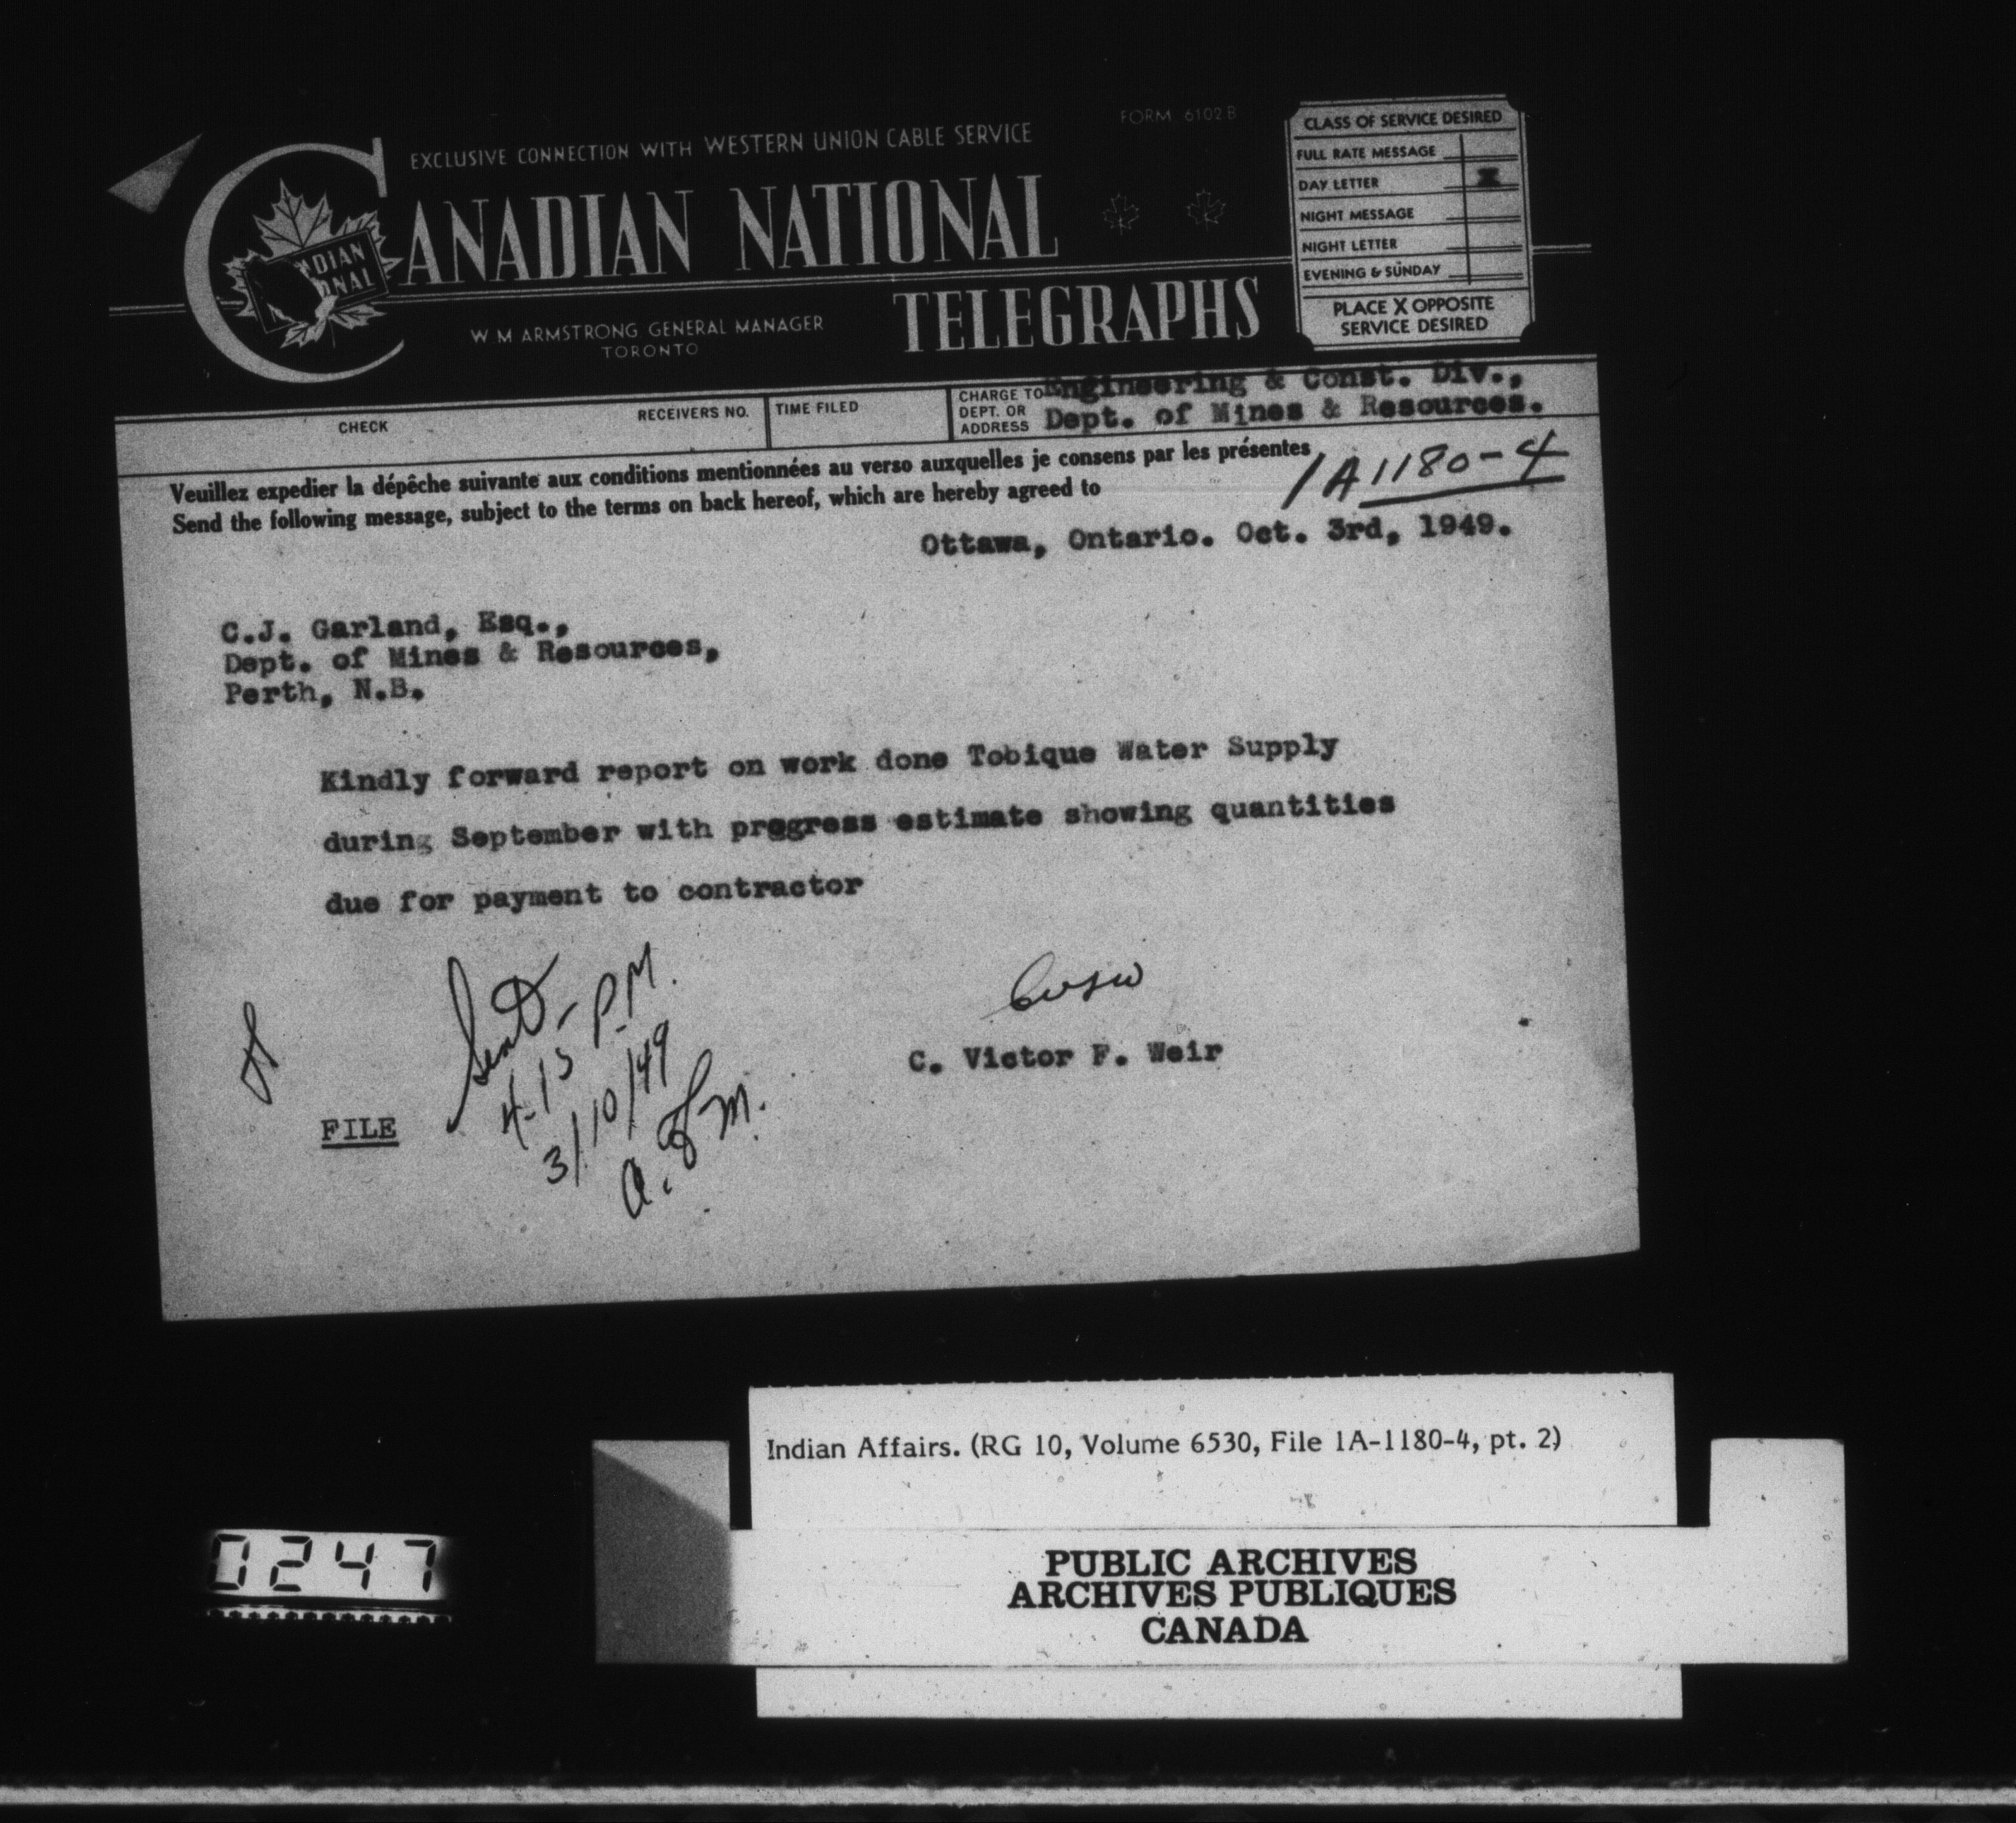 FORM 6102 B
EXCLUSIVE CONNECTION WITH WESTERN UNION CABLE SERVICE
CANADIAN NATIONAL
TELEGRAPHS
DIAN
NAL
W. M ARMSTRONG GENERAL MANAGER
TORONTO
CLASS OF SERVICE DESIRED
FULL RATE MESSAGE
DAY LETTER X
NIGHT MESSAGE
NIGHT LETTER
EVENING & SUNDAY
PLACE X OPPOSITE
SERVICE DESIRED
CHECK
RECEIVERS NO.
TIME FILED
CHARGE TO
DEPT. OR
ADDRESS
Engineering & Const. Div.,
Dept. of Mines & Resources.
Veuillez expedier la dépêche suivante aux conditions mentionnées au verso auxquelles je consens par les présentes
Send the following message, subject to the terms on back hereof, which are hereby agreed to
1A1180-4
Ottawa, Ontario. Oct. 3rd, 1949.
C.J. Garland, Esq.,
Dept. of Mines & Resources,
Perth, N.B.
Kindly forward report on work done Tobique Water Supply
during September with progress estimate showing quantities
due for payment to contractor
Sent- P.M.
4-15
3/10/49
C. Victor F. Weir
FILE
Indian Affairs. (RG 10, Volume 6530, File 1A-1180-4, pt. 2)
PUBLIC ARCHIVES
ARCHIVES PUBLIQUES
CANADA
0247